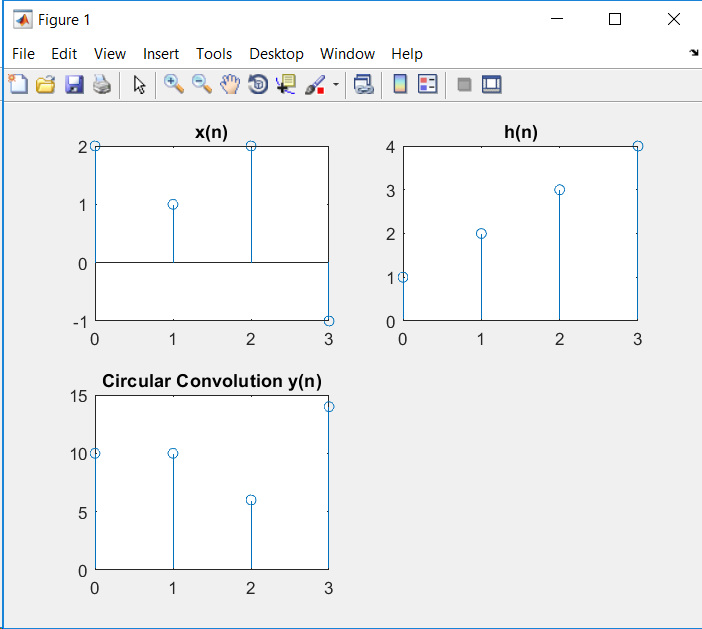 Figure 1
File Edit View Insert Tools Desktop Window Help
x(n)
2
1
0
-1
0 1 2 3
h(n)
4
3
2
1
0
0 1 2 3
Circular Convolution y(n)
15
10
5
0
0 1 2 3